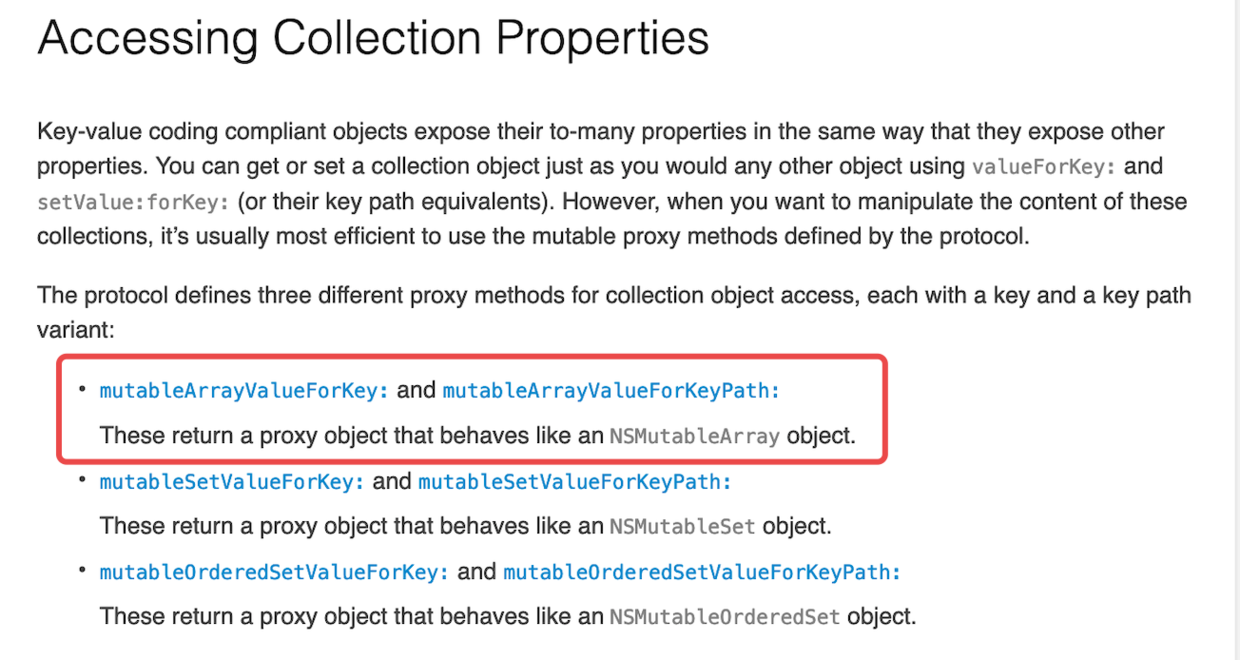 Accessing Collection Properties
Key-value coding compliant objects expose their to-many properties in the same way that they expose other
properties. You can get or set a collection object just as you would any other object using valueForKey: and
setValue:forKey: (or their key path equivalents). However, when you want to manipulate the content of these
collections, it’s usually most efficient to use the mutable proxy methods defined by the protocol.
The protocol defines three different proxy methods for collection object access, each with a key and a key path
variant:
• mutableArrayValueForKey: and mutableArrayValueForKeyPath:
These return a proxy object that behaves like an NSMutableArray object.
• mutableSetValueForKey: and mutableSetValueForKeyPath:
These return a proxy object that behaves like an NSMutableSet object.
• mutableOrderedSetValueForKey: and mutableOrderedSetValueForKeyPath:
These return a proxy object that behaves like an NSMutableOrderedSet object.